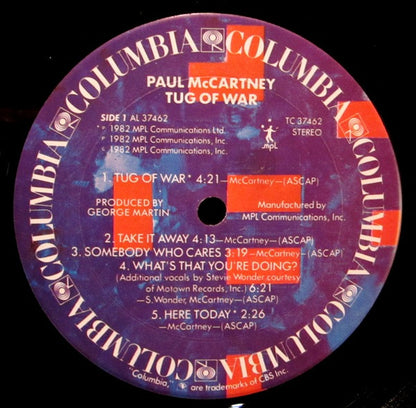 COLUMBIA COLUMBIA COLUMBIA COLUMBIA COLUMBIA COLUMBIA
PAUL McCARTNEY
TUG OF WAR
SIDE 1 AL 37462
TC 37462
℗ 1982 MPL Communications Ltd.
STEREO
℗ 1982 MPL Communications, Inc.
© 1982 MPL Communications, Inc.
mpl
1. TUG OF WAR* 4:21—McCartney—(ASCAP)
PRODUCED BY
GEORGE MARTIN
Manufactured by
MPL Communications, Inc.
2. TAKE IT AWAY 4:13—McCartney—(ASCAP)
3. SOMEBODY WHO CARES 3:19—McCartney—(ASCAP)
4. WHAT'S THAT YOU'RE DOING?
(Additional vocals by Stevie Wonder courtesy
of Motown Records, Inc.) 6:21
—S. Wonder, McCartney—(ASCAP)
5. HERE TODAY* 2:26
—McCartney—(ASCAP)
"Columbia," are trademarks of CBS Inc.